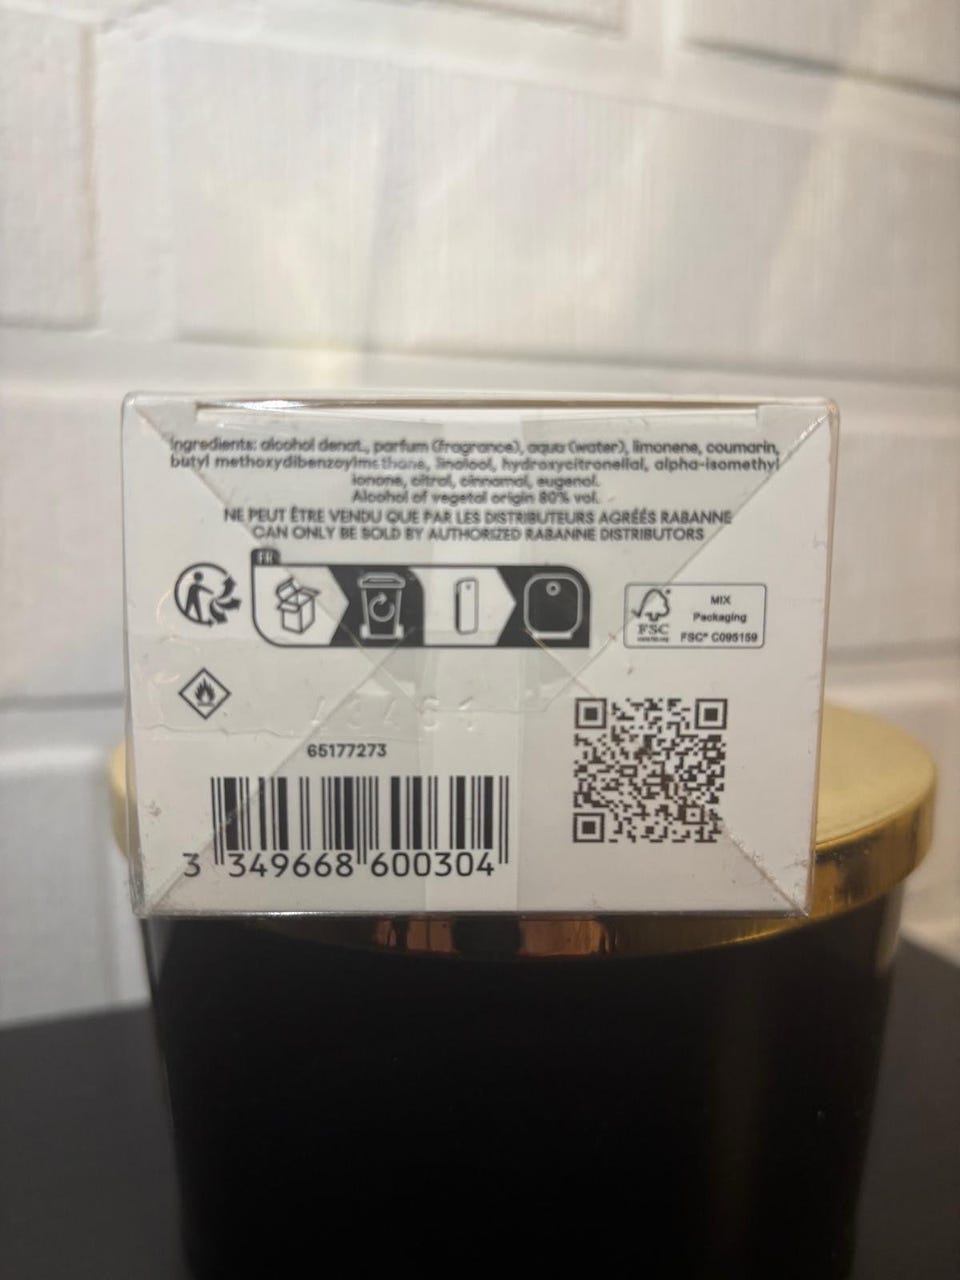 Ingredients: alcohol denat., parfum (fragrance), aqua (water), limonene, coumarin,
butyl methoxydibenzoylmethane, linalool, hydroxycitronellal, alpha-isomethyl
ionone, citral, cinnamal, eugenol.
Alcohol of vegetal origin 80% vol.
NE PEUT ÊTRE VENDU QUE PAR LES DISTRIBUTEURS AGRÉÉS RABANNE
CAN ONLY BE SOLD BY AUTHORIZED RABANNE DISTRIBUTORS
FR
FSC
MIX
Packaging
FSC® C095159
65177273
3 349668 600304